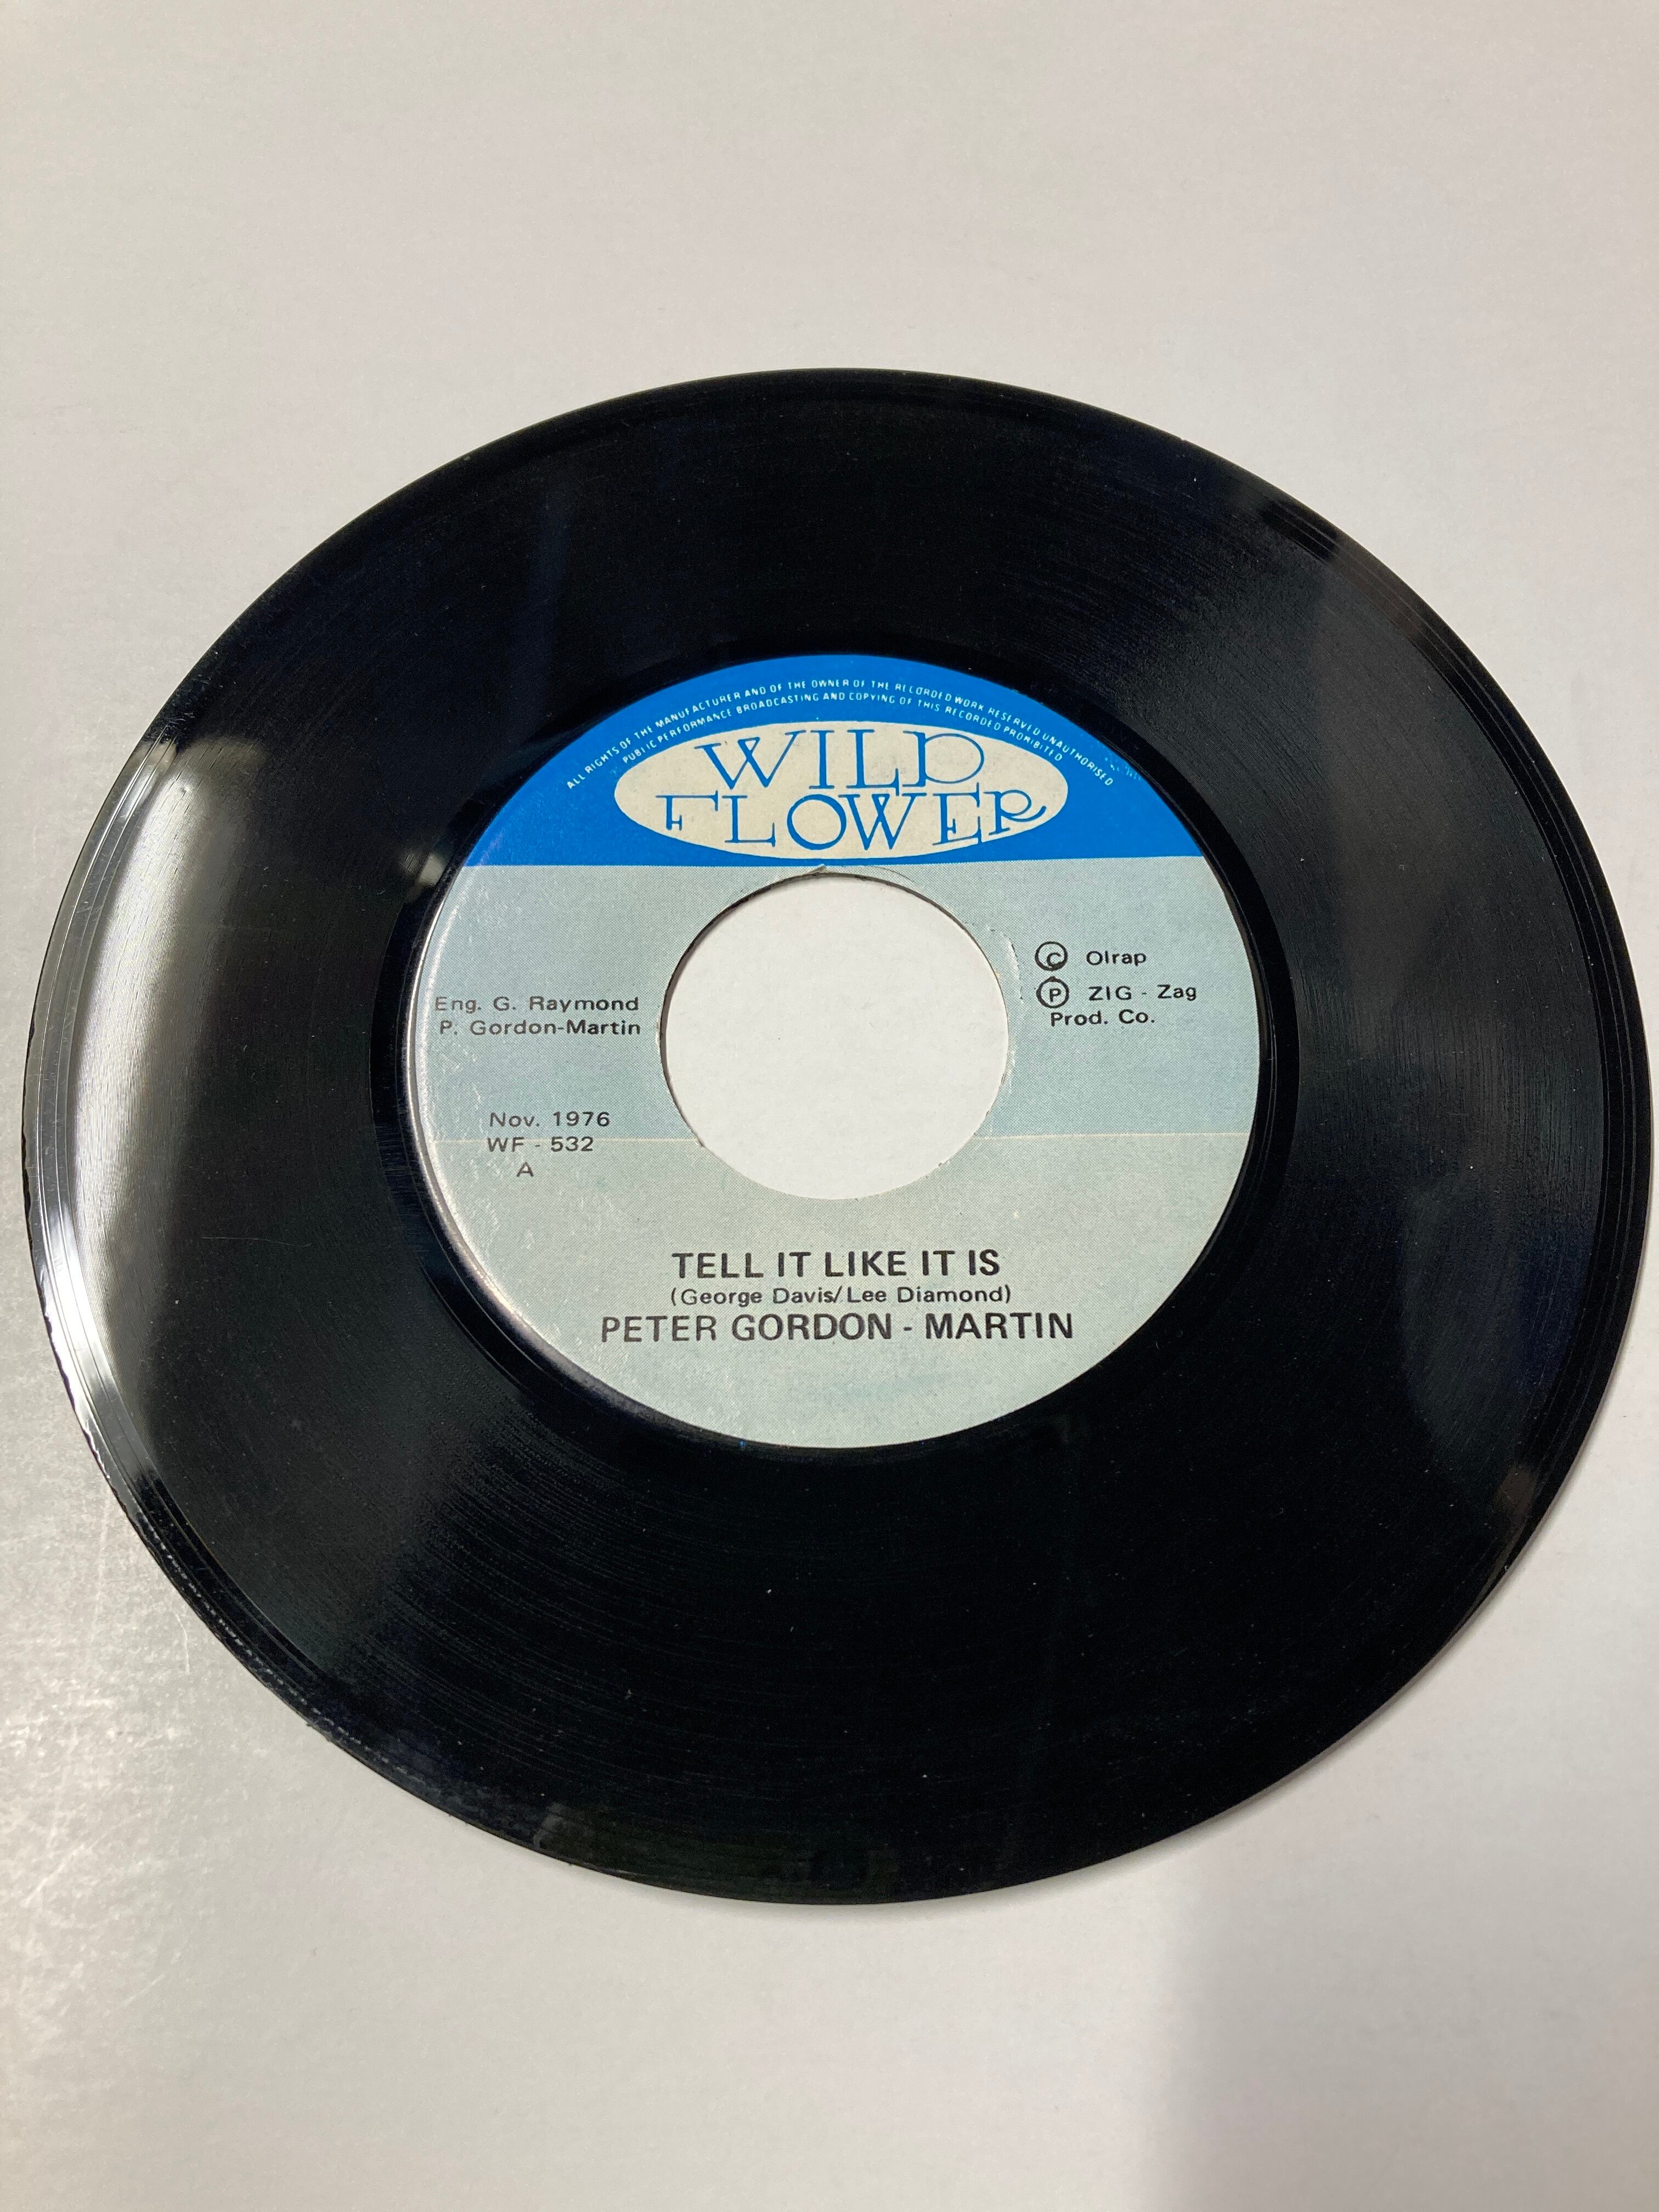 ALL RIGHTS OF THE MANUFACTURER AND OF THE OWNER OF THE RECORDED WORK RESERVED UNAUTHORISED
PUBLIC PERFORMANCE BROADCASTING AND COPYING OF THIS RECORDED PROHIBITED
WILD
FLOWER
Eng. G. Raymond
P. Gordon-Martin
© Olrap
Ⓟ ZIG - Zag
Prod. Co.
Nov. 1976
WF - 532
A
TELL IT LIKE IT IS
(George Davis/Lee Diamond)
PETER GORDON - MARTIN